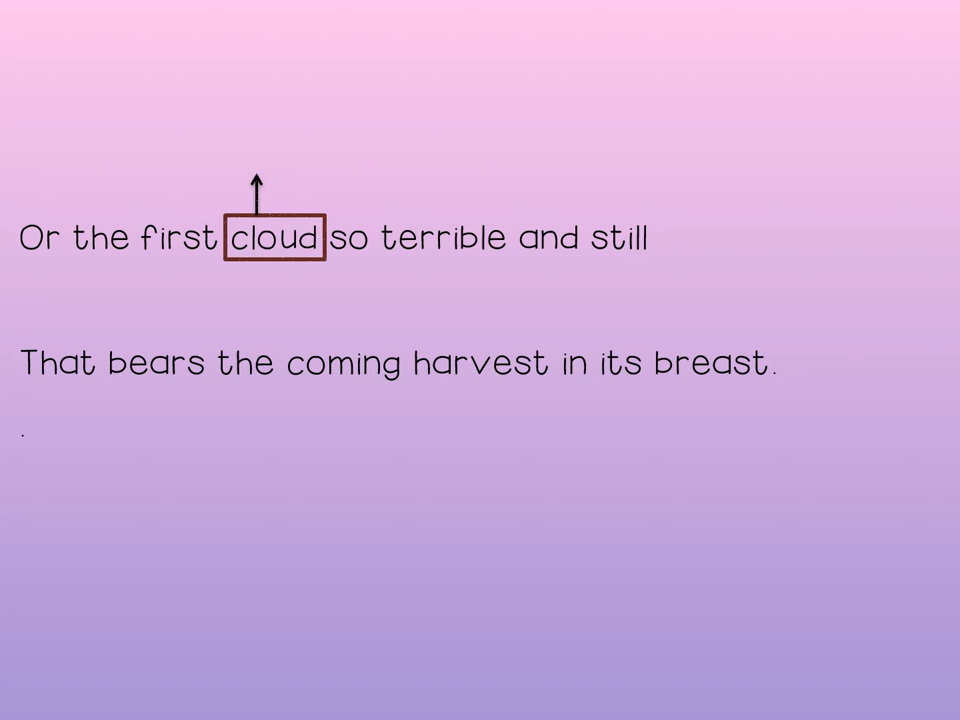 Or the first cloud so terrible and still
That bears the coming harvest in its breast.
.